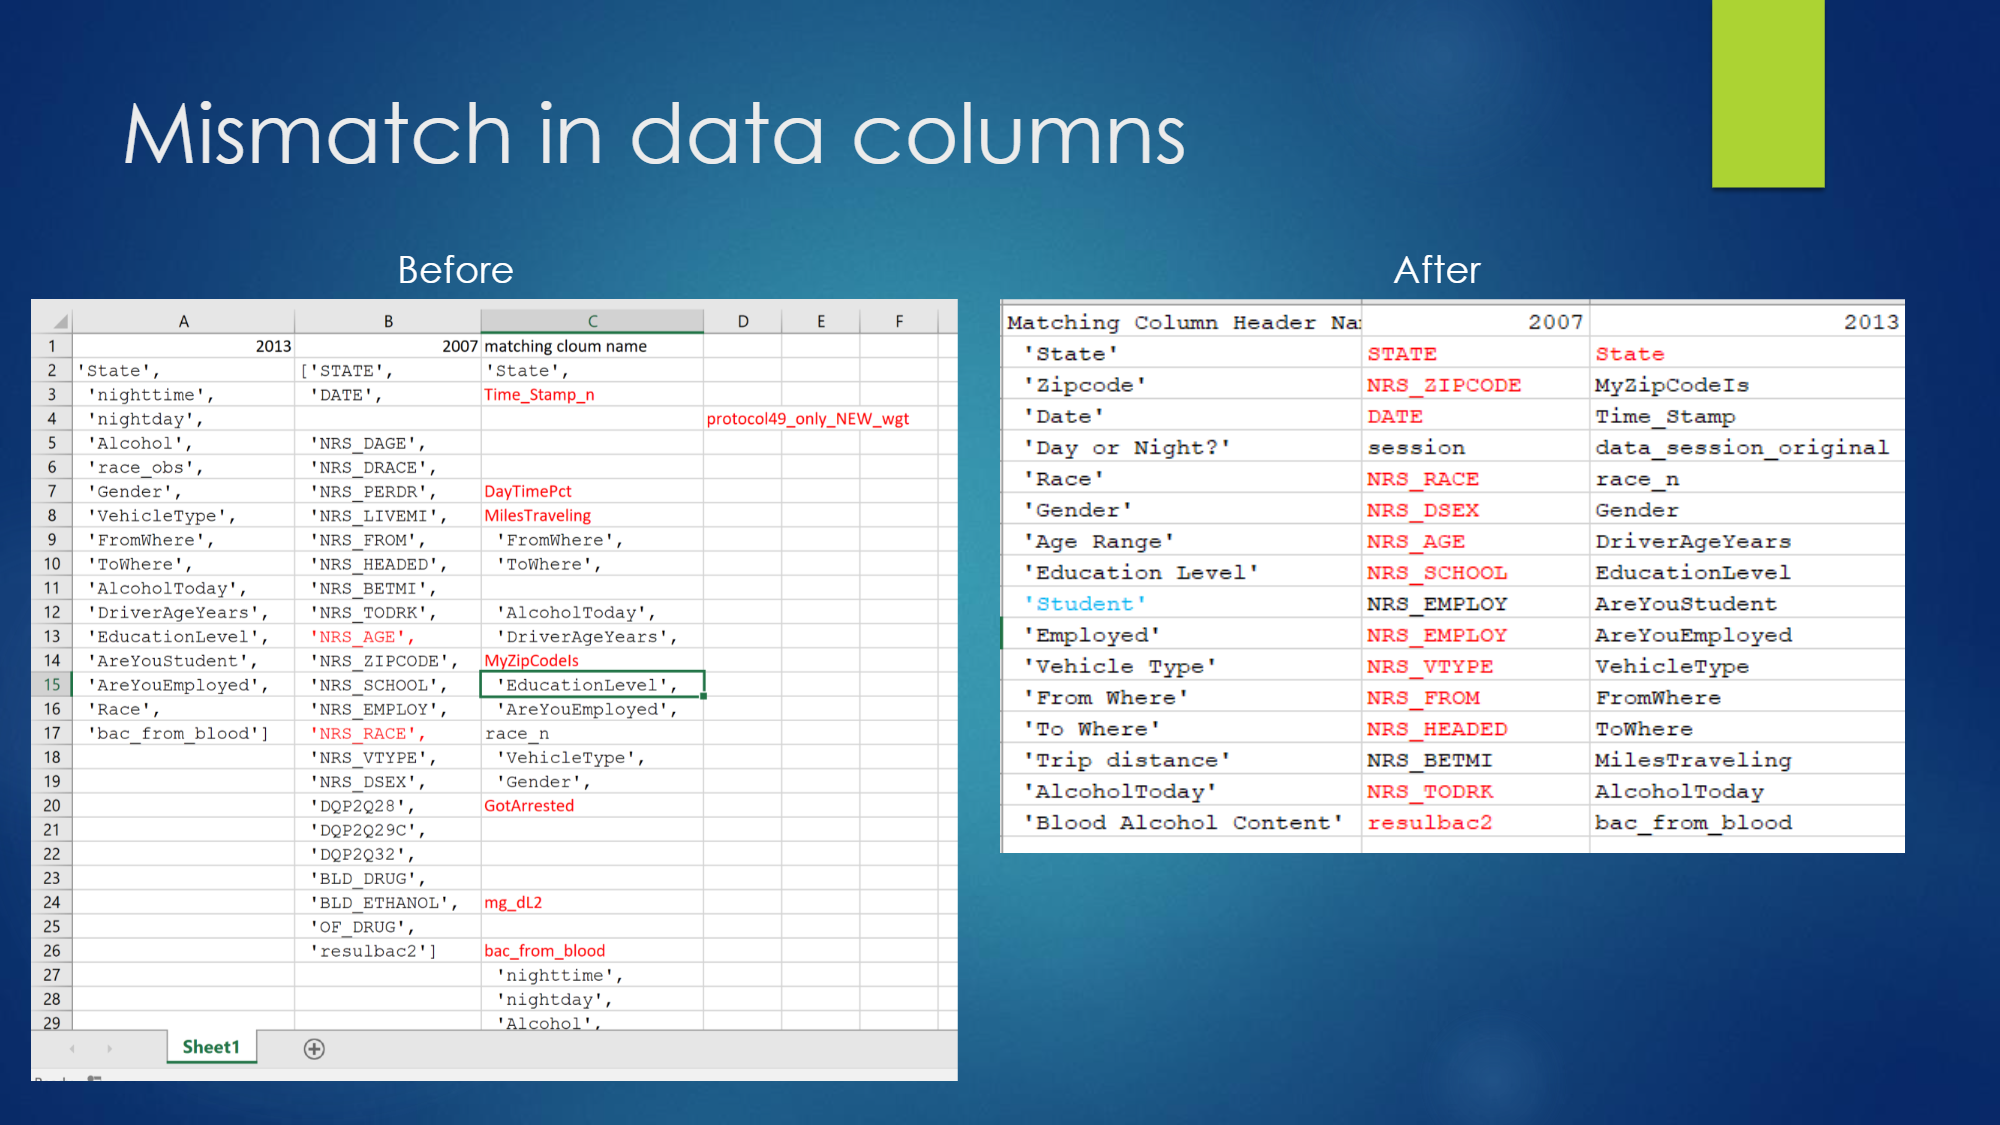 Mismatch in data columns
Before
A B C D E F
1 2013 2007 matching cloum name
2 'State', ['STATE', 'State',
3 'nighttime', 'DATE', Time_Stamp_n
4 'nightday', protocol49_only_NEW_wgt
5 'Alcohol', 'NRS_DAGE',
6 'race_obs', 'NRS_DRACE',
7 'Gender', 'NRS_PERDR', DayTimePct
8 'VehicleType', 'NRS_LIVEMI', MilesTraveling
9 'FromWhere', 'NRS_FROM', 'FromWhere',
10 'ToWhere', 'NRS_HEADED', 'ToWhere',
11 'AlcoholToday', 'NRS_BETMI',
12 'DriverAgeYears', 'NRS_TODRK', 'AlcoholToday',
13 'EducationLevel', 'NRS_AGE', 'DriverAgeYears',
14 'AreYouStudent', 'NRS_ZIPCODE', MyZipCodeIs
15 'AreYouEmployed', 'NRS_SCHOOL', 'EducationLevel',
16 'Race', 'NRS_EMPLOY', 'AreYouEmployed',
17 'bac_from_blood'] 'NRS_RACE', race_n
18 'NRS_VTYPE', 'VehicleType',
19 'NRS_DSEX', 'Gender',
20 'DQP2Q28', GotArrested
21 'DQP2Q29C',
22 'DQP2Q32',
23 'BLD_DRUG',
24 'BLD_ETHANOL', mg_dL2
25 'OF_DRUG',
26 'resulbac2'] bac_from_blood
27 'nighttime',
28 'nightday',
29 'Alcohol',
Sheet1
After
Matching Column Header Na 2007 2013
'State' STATE State
'Zipcode' NRS_ZIPCODE MyZipCodeIs
'Date' DATE Time_Stamp
'Day or Night?' session data_session_original
'Race' NRS_RACE race_n
'Gender' NRS_DSEX Gender
'Age Range' NRS_AGE DriverAgeYears
'Education Level' NRS_SCHOOL EducationLevel
'Student' NRS_EMPLOY AreYouStudent
'Employed' NRS_EMPLOY AreYouEmployed
'Vehicle Type' NRS_VTYPE VehicleType
'From Where' NRS_FROM FromWhere
'To Where' NRS_HEADED ToWhere
'Trip distance' NRS_BETMI MilesTraveling
'AlcoholToday' NRS_TODRK AlcoholToday
'Blood Alcohol Content' resulbac2 bac_from_blood